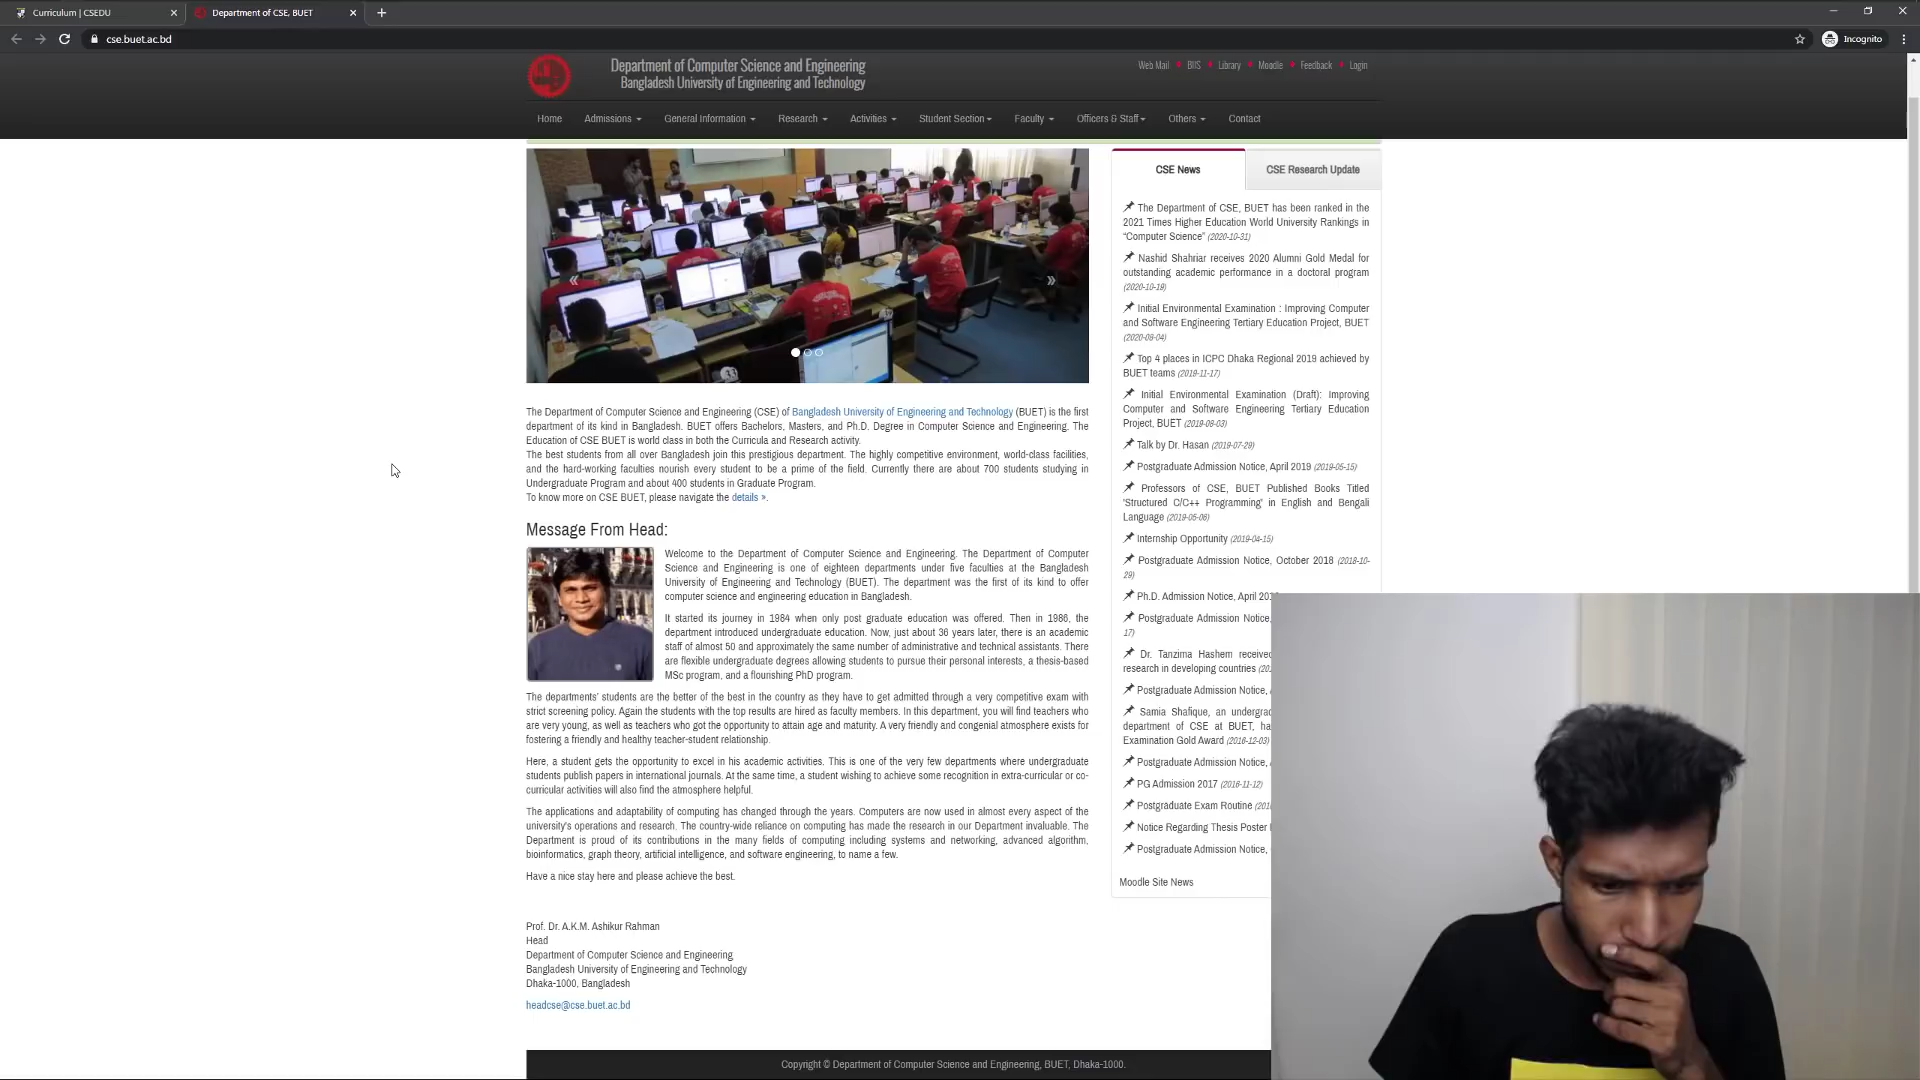 Curriculum | CSEDU
Department of CSE, BUET
cse.buet.ac.bd
Incognito
Department of Computer Science and Engineering
Bangladesh University of Engineering and Technology
Web Mail BIIS Library Moodle Feedback Login
Home Admissions General Information Research Activities Student Section Faculty Officers & Staff Others Contact
The Department of Computer Science and Engineering (CSE) of Bangladesh University of Engineering and Technology (BUET) is the first
department of its kind in Bangladesh. BUET offers Bachelors, Masters, and Ph.D. Degree in Computer Science and Engineering. The
Education of CSE BUET is world class in both the Curricula and Research activity.
The best students from all over Bangladesh join this prestigious department. The highly competitive environment, world-class facilities,
and the hard-working faculties nourish every student to be a prime of the field. Currently there are about 700 students studying in
Undergraduate Program and about 400 students in Graduate Program.
To know more on CSE BUET, please navigate the details ».
Message From Head:
Welcome to the Department of Computer Science and Engineering. The Department of Computer
Science and Engineering is one of eighteen departments under five faculties at the Bangladesh
University of Engineering and Technology (BUET). The department was the first of its kind to offer
computer science and engineering education in Bangladesh.
It started its journey in 1984 when only post graduate education was offered. Then in 1986, the
department introduced undergraduate education. Now, just about 36 years later, there is an academic
staff of almost 50 and approximately the same number of administrative and technical assistants. There
are flexible undergraduate degrees allowing students to pursue their personal interests, a thesis-based
MSc program, and a flourishing PhD program.
The departments' students are the better of the best in the country as they have to get admitted through a very competitive exam with
strict screening policy. Again the students with the top results are hired as faculty members. In this department, you will find teachers who
are very young, as well as teachers who got the opportunity to attain age and maturity. A very friendly and congenial atmosphere exists for
fostering a friendly and healthy teacher-student relationship.
Here, a student gets the opportunity to excel in his academic activities. This is one of the very few departments where undergraduate
students publish papers in international journals. At the same time, a student wishing to achieve some recognition in extra-curricular or co-
curricular activities will also find the atmosphere helpful.
The applications and adaptability of computing has changed through the years. Computers are now used in almost every aspect of the
university's operations and research. The country-wide reliance on computing has made the research in our Department invaluable. The
Department is proud of its contributions in the many fields of computing including systems and networking, advanced algorithm,
bioinformatics, graph theory, artificial intelligence, and software engineering, to name a few.
Have a nice stay here and please achieve the best.
Prof. Dr. A.K.M. Ashikur Rahman
Head
Department of Computer Science and Engineering
Bangladesh University of Engineering and Technology
Dhaka-1000, Bangladesh
headcse@cse.buet.ac.bd
CSE News
CSE Research Update
The Department of CSE, BUET has been ranked in the
2021 Times Higher Education World University Rankings in
“Computer Science” (2020-10-31)
Nashid Shahriar receives 2020 Alumni Gold Medal for
outstanding academic performance in a doctoral program
(2020-10-19)
Initial Environmental Examination : Improving Computer
and Software Engineering Tertiary Education Project, BUET
(2020-09-04)
Top 4 places in ICPC Dhaka Regional 2019 achieved by
BUET teams (2019-11-17)
Initial Environmental Examination (Draft): Improving
Computer and Software Engineering Tertiary Education
Project, BUET (2019-09-03)
Talk by Dr. Hasan (2019-07-29)
Postgraduate Admission Notice, April 2019 (2019-05-15)
Professors of CSE, BUET Published Books Titled
'Structured C/C++ Programming' in English and Bengali
Language (2019-05-06)
Internship Opportunity (2019-04-15)
Postgraduate Admission Notice, October 2018 (2018-10-
29)
Ph.D. Admission Notice, April 201
Postgraduate Admission Notice,
17)
Dr. Tanzima Hashem received
research in developing countries (20
Postgraduate Admission Notice,
Samia Shafique, an undergrad
department of CSE at BUET, ha
Examination Gold Award (2016-12-03)
Postgraduate Admission Notice,
PG Admission 2017 (2016-11-12)
Postgraduate Exam Routine (201
Notice Regarding Thesis Poster
Postgraduate Admission Notice,
Moodle Site News
Copyright © Department of Computer Science and Engineering, BUET, Dhaka-1000.